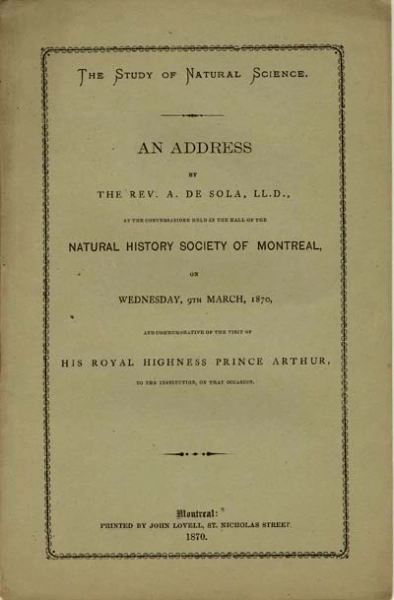 The Study of Natural Science.
AN ADDRESS
BY
THE REV. A. DE SOLA, LL.D.,
AT THE CONVERSAZIONE HELD IN THE HALL OF THE
NATURAL HISTORY SOCIETY OF MONTREAL,
ON
WEDNESDAY, 9TH MARCH, 1870,
AND COMMEMORATIVE OF THE VISIT OF
HIS ROYAL HIGHNESS PRINCE ARTHUR,
TO THE INSTITUTION, ON THAT OCCASION.
Montreal:
PRINTED BY JOHN LOVELL, ST. NICHOLAS STREET.
1870.